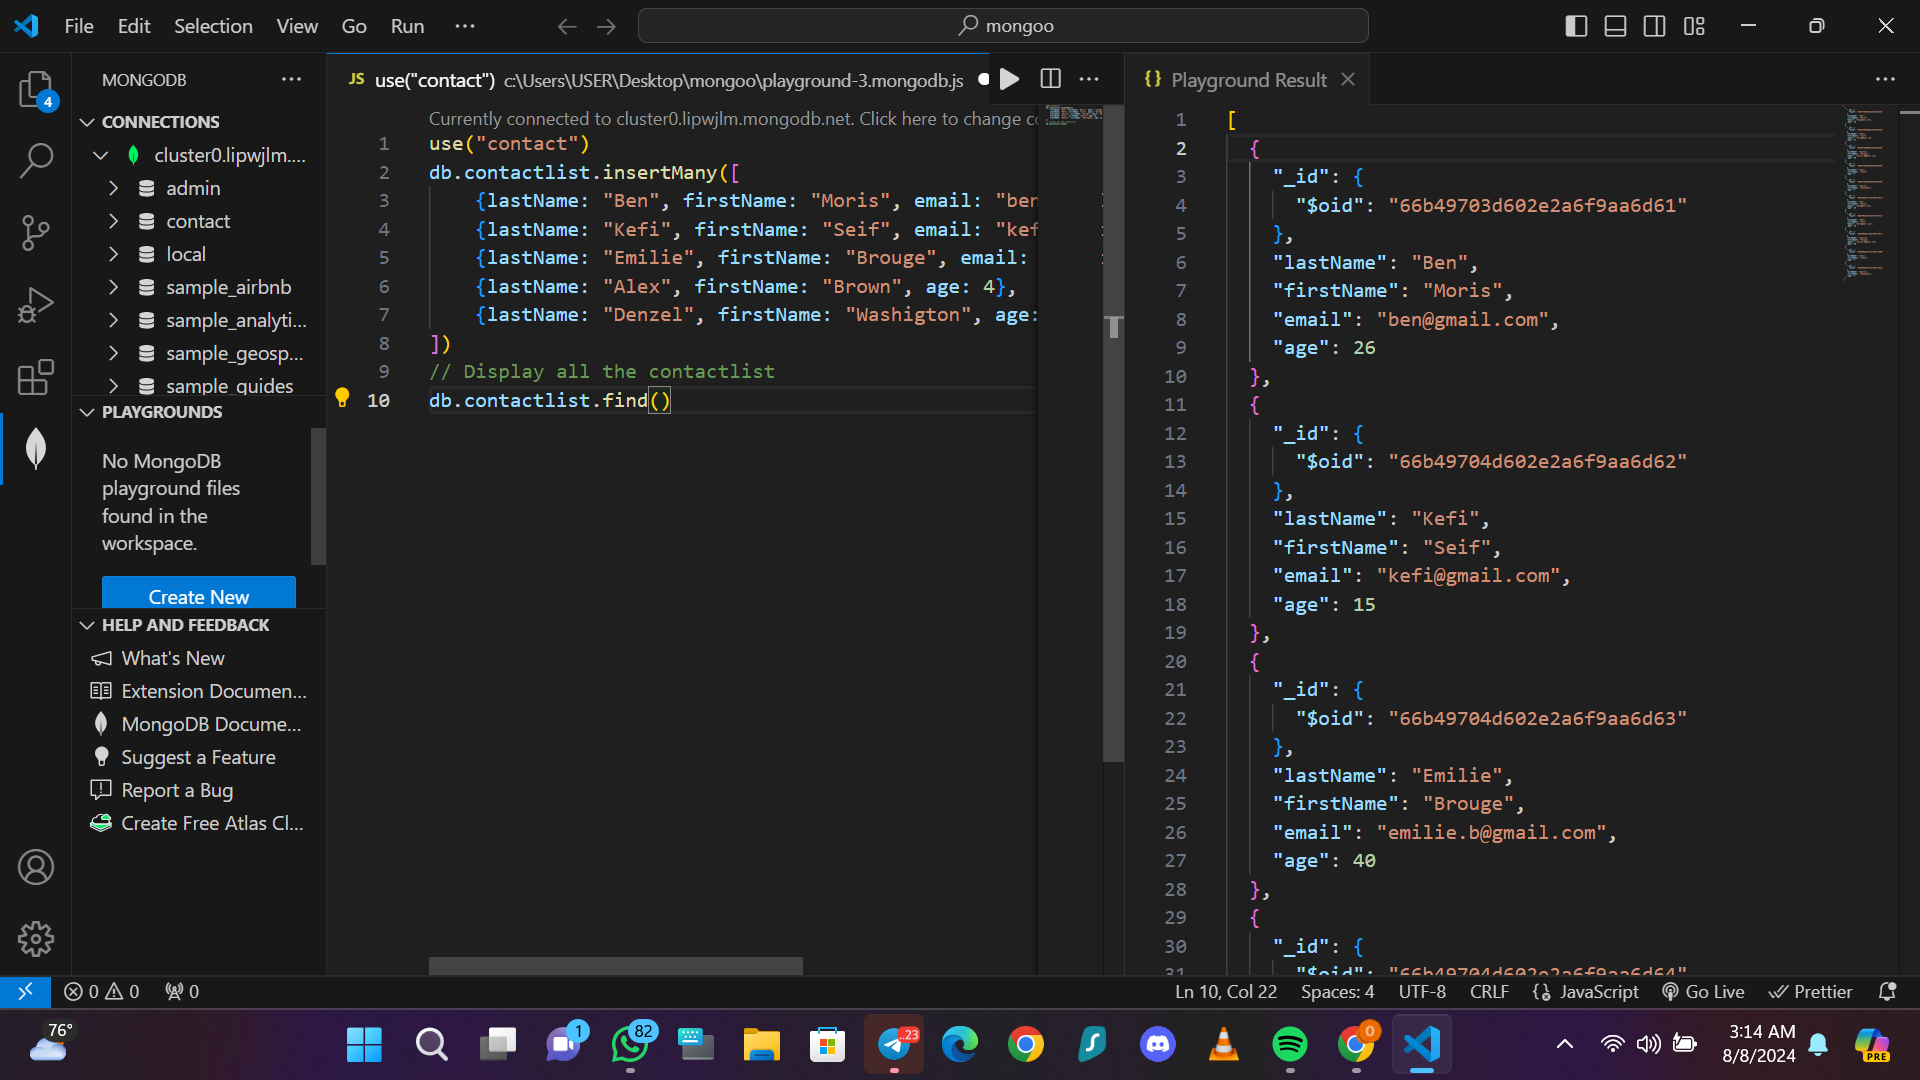 File Edit Selection View Go Run ···
mongoo
4
MONGODB
CONNECTIONS
cluster0.lipwjlm....
admin
contact
local
sample_airbnb
sample_analyti...
sample_geosp...
sample_guides
PLAYGROUNDS
No MongoDB
playground files
found in the
workspace.
Create New
HELP AND FEEDBACK
What's New
Extension Documen...
MongoDB Docume...
Suggest a Feature
Report a Bug
Create Free Atlas Cl...
JS use("contact") c:\Users\USER\Desktop\mongoo\playground-3.mongodb.js
Currently connected to cluster0.lipwjlm.mongodb.net. Click here to change c
1 use("contact")
2 db.contactlist.insertMany([
3 {lastName: "Ben", firstName: "Moris", email: "ben
4 {lastName: "Kefi", firstName: "Seif", email: "kef
5 {lastName: "Emilie", firstName: "Brouge", email:
6 {lastName: "Alex", firstName: "Brown", age: 4},
7 {lastName: "Denzel", firstName: "Washigton", age:
8 ])
9 // Display all the contactlist
10 db.contactlist.find()
{} Playground Result
1 [
2 {
3 "_id": {
4 "$oid": "66b49703d602e2a6f9aa6d61"
5 },
6 "lastName": "Ben",
7 "firstName": "Moris",
8 "email": "ben@gmail.com",
9 "age": 26
10 },
11 {
12 "_id": {
13 "$oid": "66b49704d602e2a6f9aa6d62"
14 },
15 "lastName": "Kefi",
16 "firstName": "Seif",
17 "email": "kefi@gmail.com",
18 "age": 15
19 },
20 {
21 "_id": {
22 "$oid": "66b49704d602e2a6f9aa6d63"
23 },
24 "lastName": "Emilie",
25 "firstName": "Brouge",
26 "email": "emilie.b@gmail.com",
27 "age": 40
28 },
29 {
30 "_id": {
31 "$oid": "66b49704d602e2a6f9aa6d64"
0 0 0
Ln 10, Col 22 Spaces: 4 UTF-8 CRLF {} JavaScript Go Live Prettier
76°
1 82 ..23 0
3:14 AM
8/8/2024
PRE